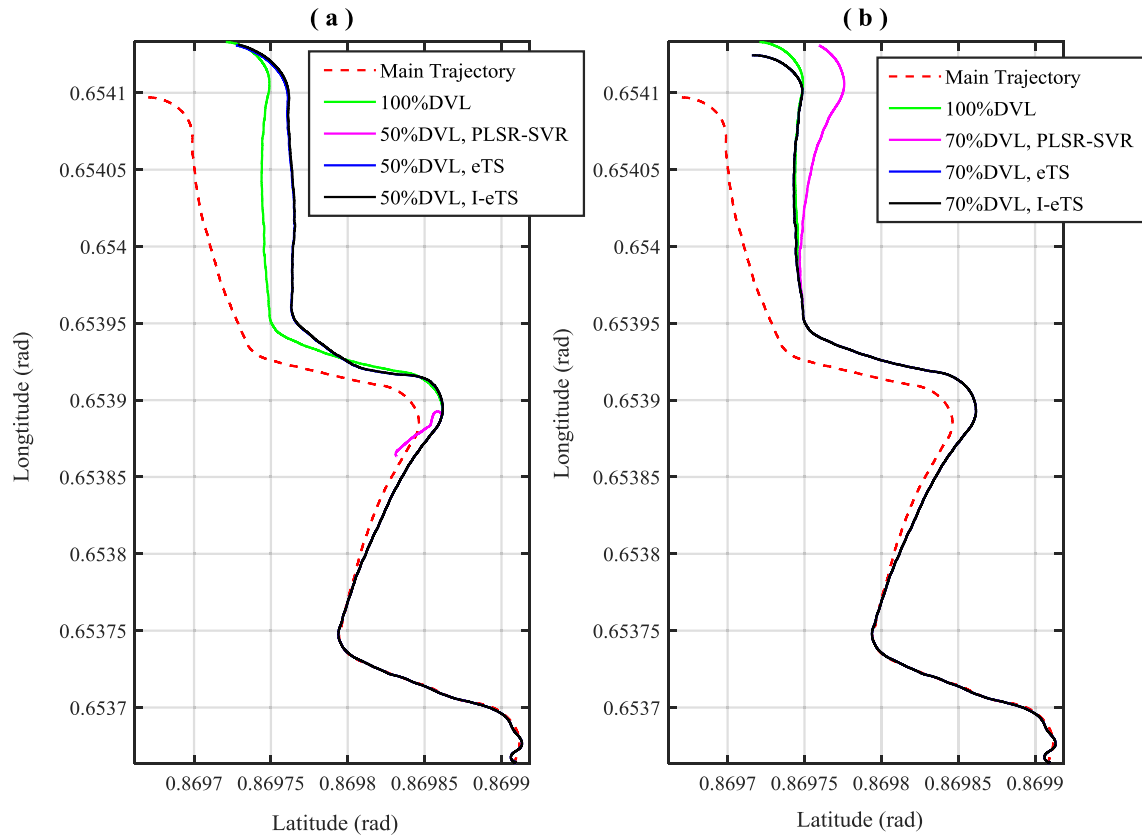 ( a )
Main Trajectory
100%DVL
50%DVL, PLSR-SVR
50%DVL, eTS
50%DVL, I-eTS
0.6541
0.65405
0.654
0.65395
0.6539
0.65385
0.6538
0.65375
0.6537
Longtitude (rad)
0.8697
0.86975
0.8698
0.86985
0.8699
Latitude (rad)
( b )
Main Trajectory
100%DVL
70%DVL, PLSR-SVR
70%DVL, eTS
70%DVL, I-eTS
0.6541
0.65405
0.654
0.65395
0.6539
0.65385
0.6538
0.65375
0.6537
Longtitude (rad)
0.8697
0.86975
0.8698
0.86985
0.8699
Latitude (rad)